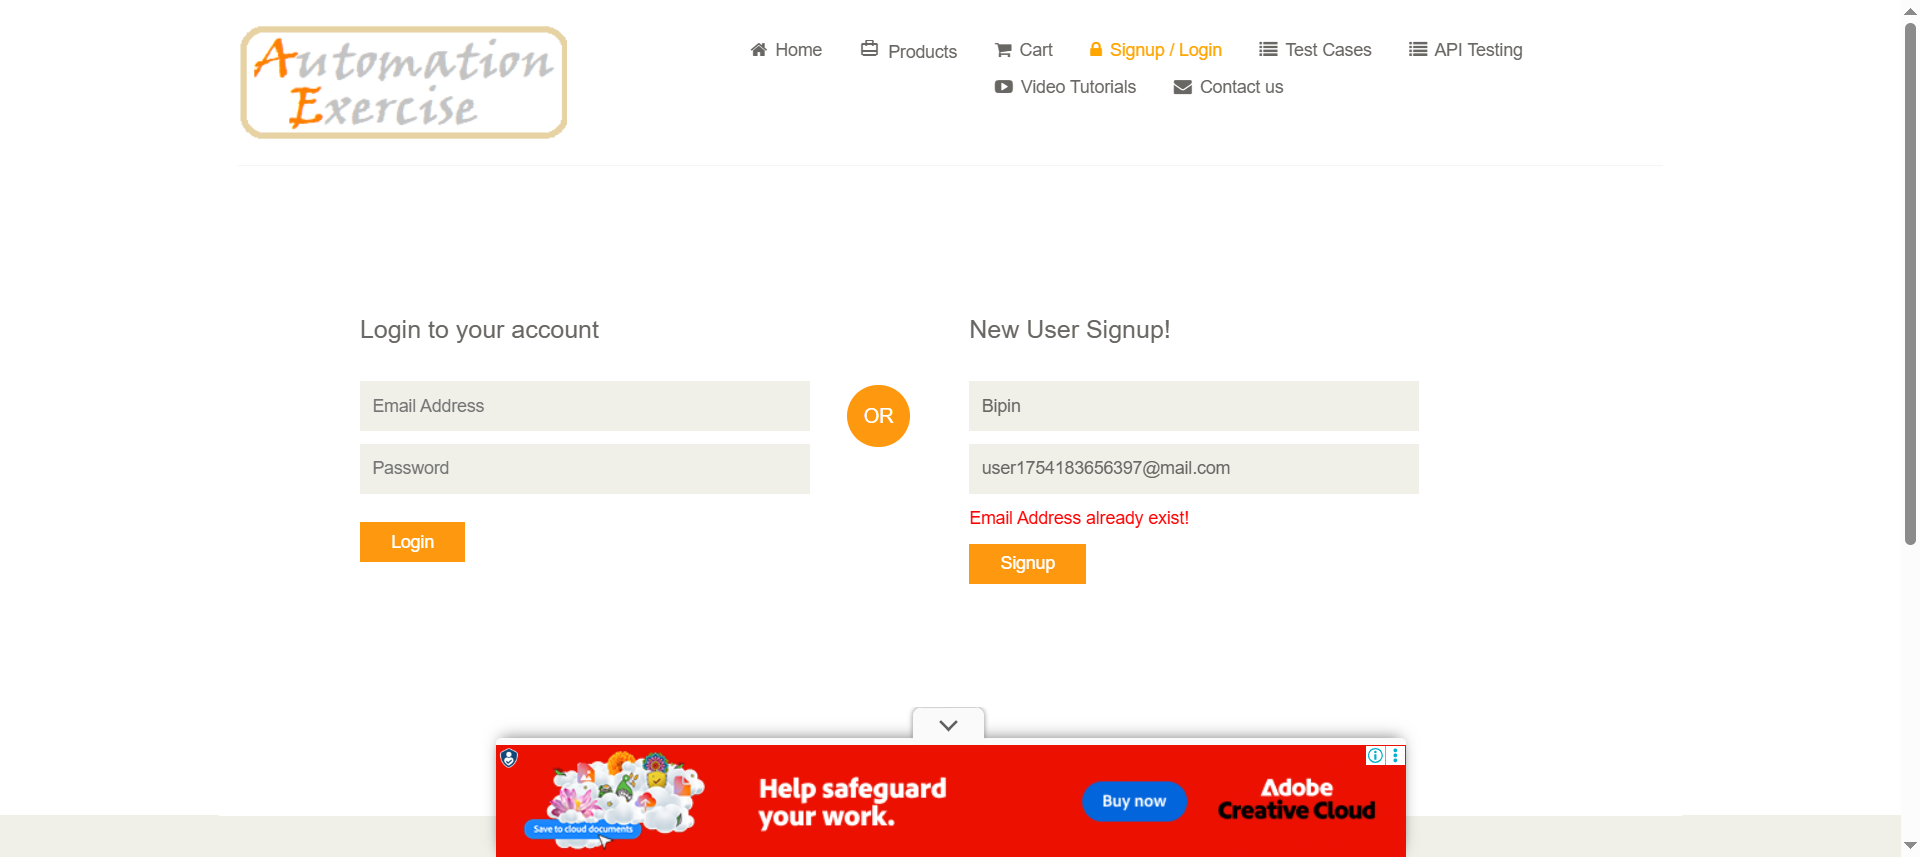 Automation
Exercise
Home
Products
Cart
Signup / Login
Test Cases
API Testing
Video Tutorials
Contact us
Login to your account
Email Address
Password
Login
OR
New User Signup!
Bipin
user1754183656397@mail.com
Email Address already exist!
Signup
Save to cloud documents
Help safeguard
your work.
Buy now
Adobe
Creative Cloud